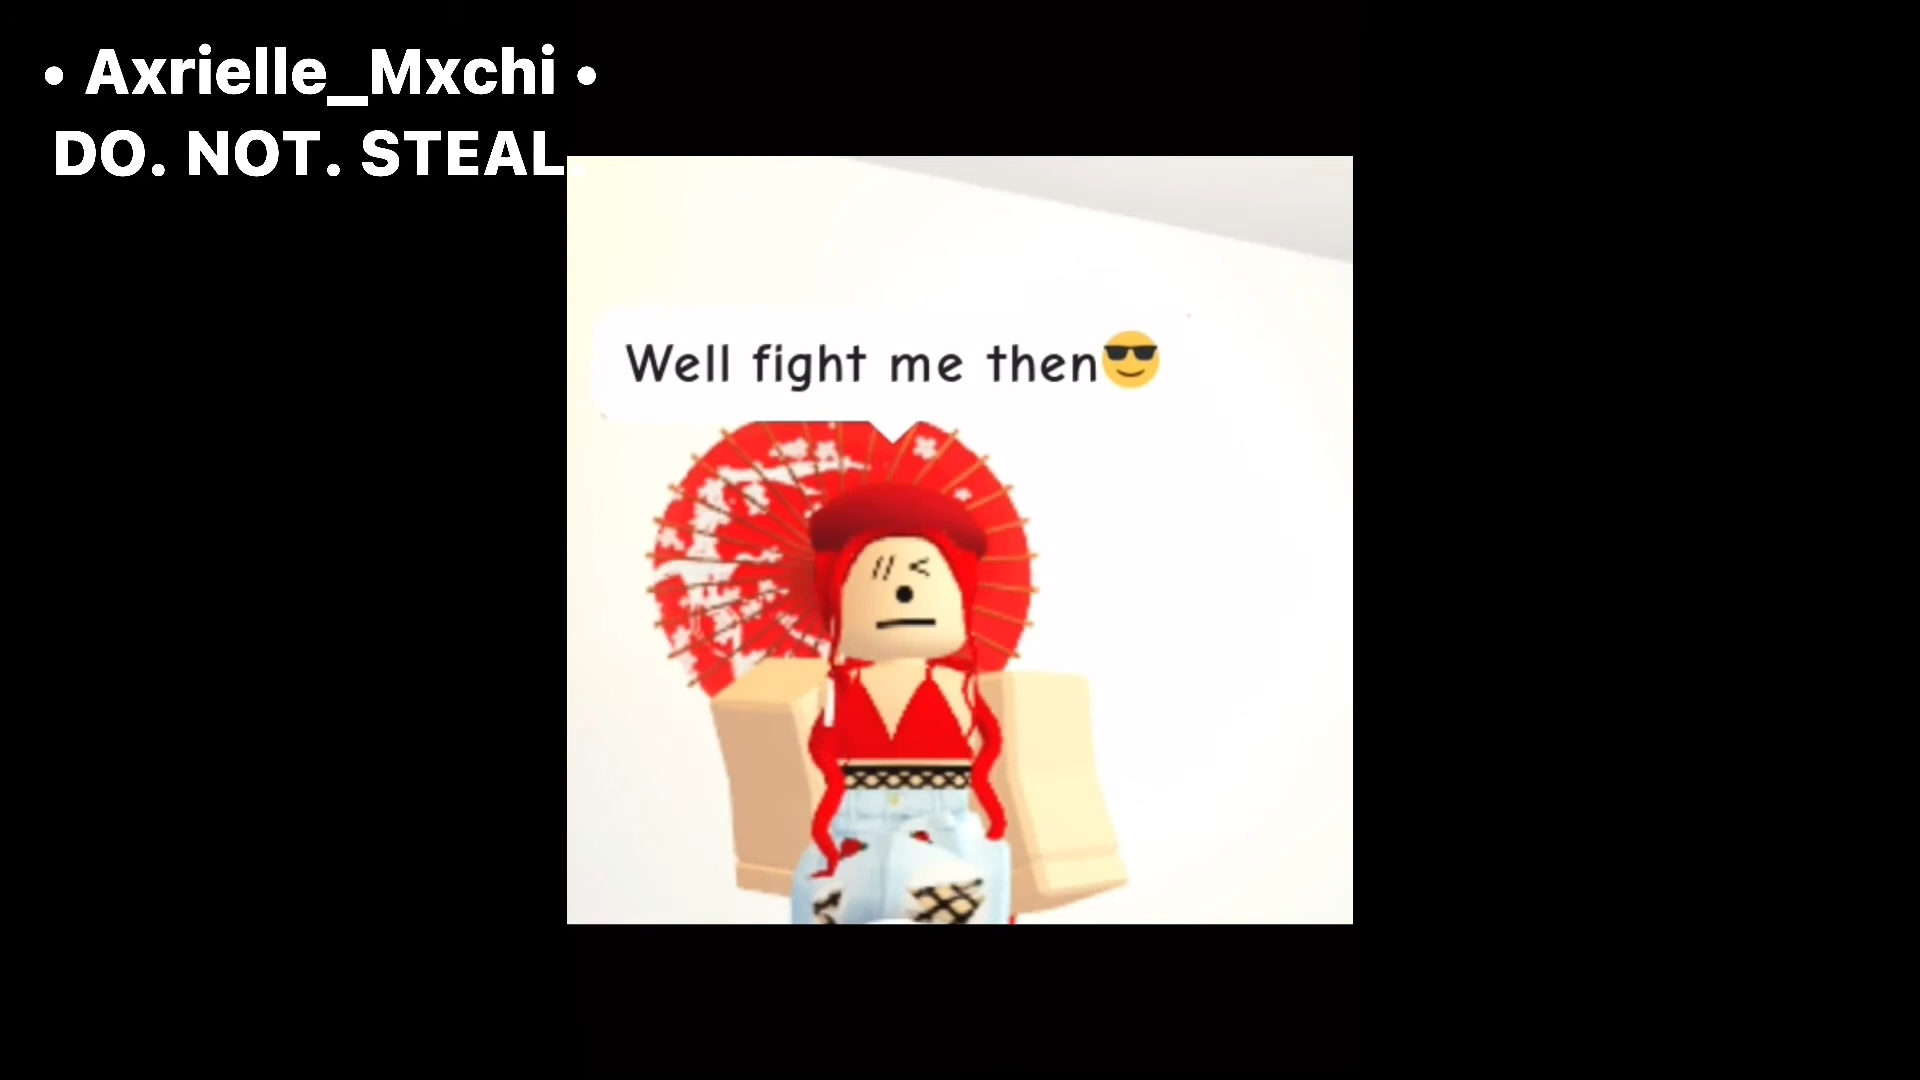 • Axrielle_Mxchi •
DO. NOT. STEAL.
Well fight me then😎